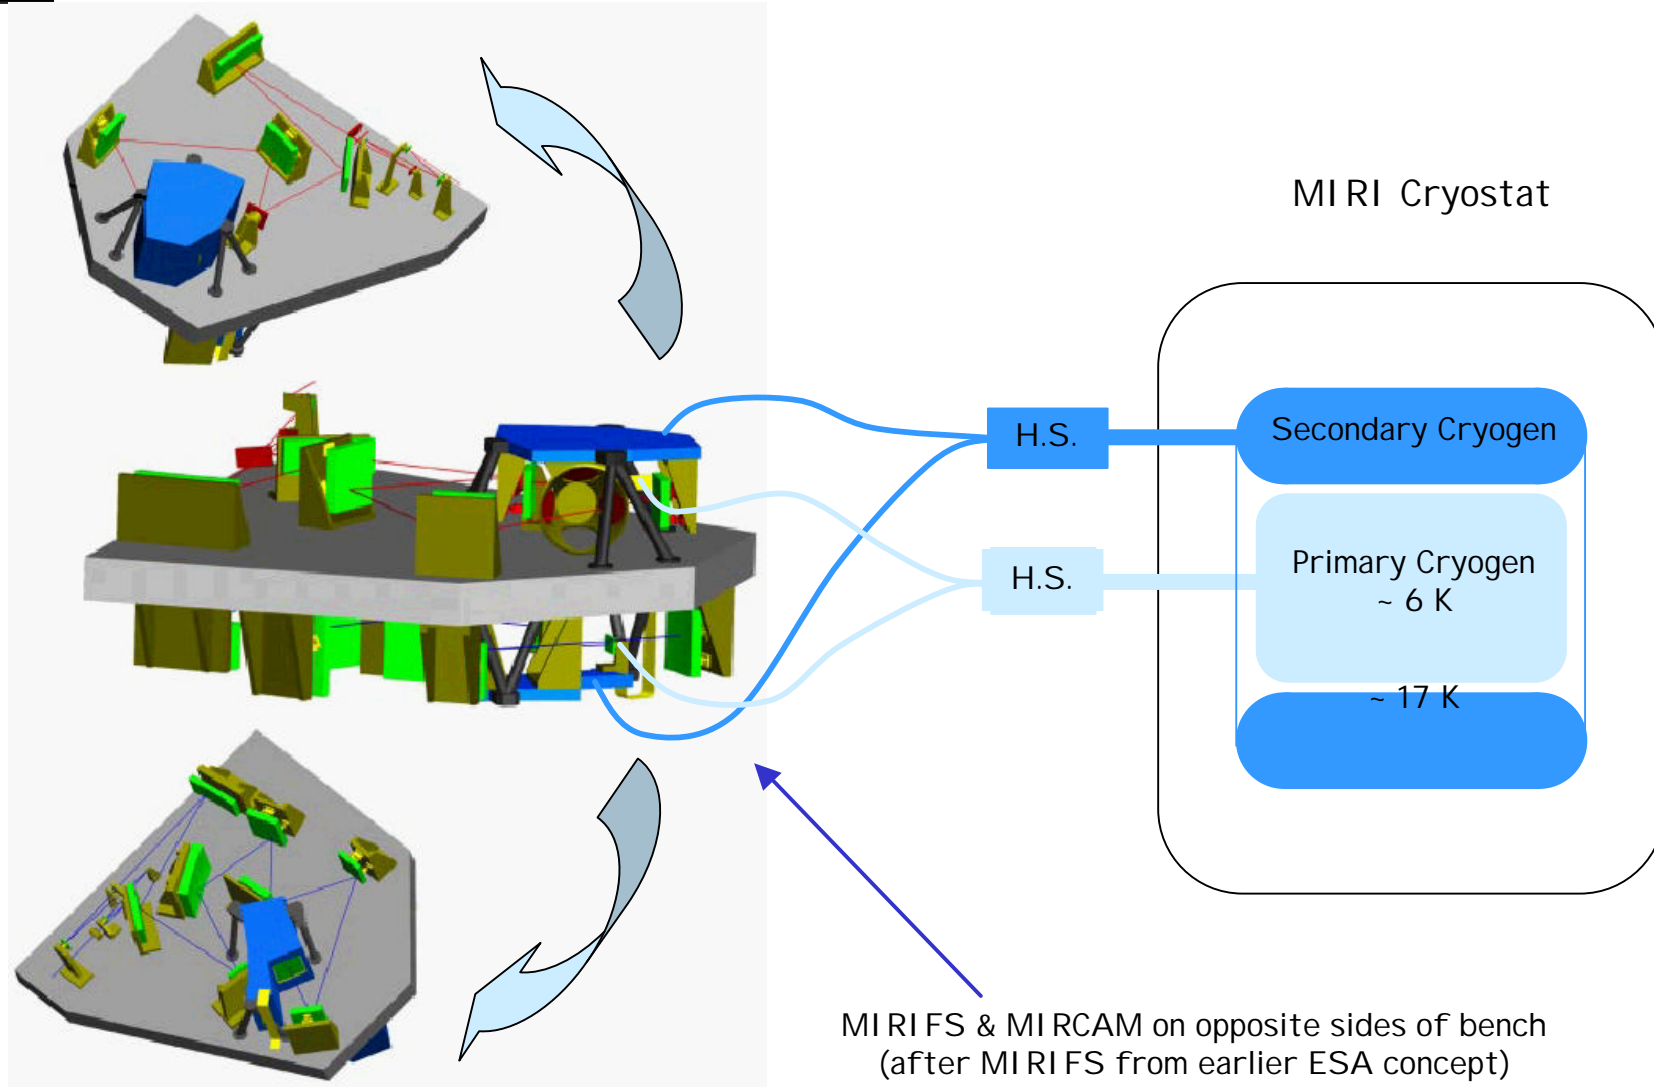 MIRI Cryostat
H.S.
Secondary Cryogen
H.S.
Primary Cryogen
~ 6 K
~ 17 K
MIRIFS & MIRCAM on opposite sides of bench
(after MIRIFS from earlier ESA concept)